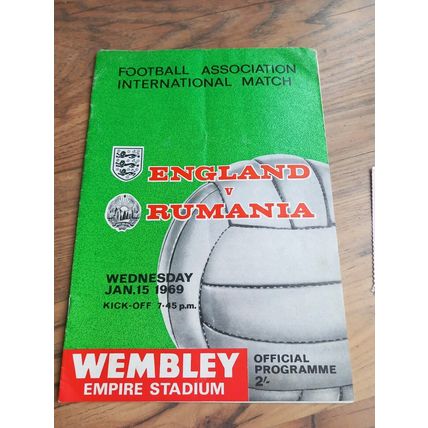 FOOTBALL ASSOCIATION
INTERNATIONAL MATCH
ENGLAND
V
RUMANIA
WEDNESDAY
JAN. 15 1969
KICK-OFF 7·45 p.m.
WEMBLEY
EMPIRE STADIUM
OFFICIAL
PROGRAMME
2/-